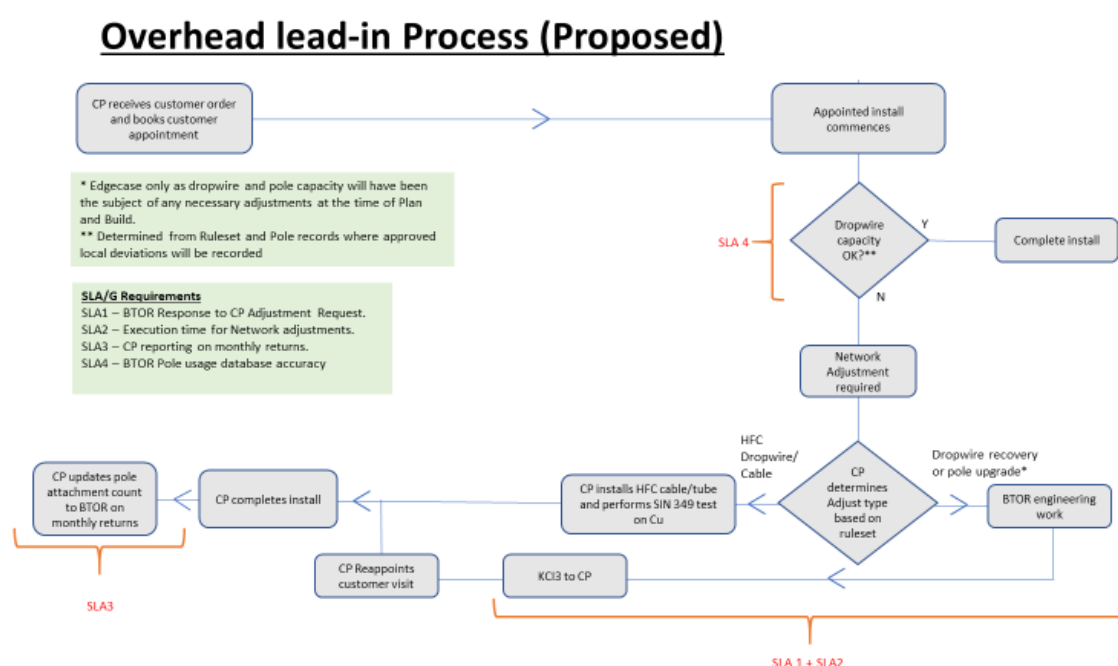 Overhead lead-in Process (Proposed)
CP receives customer order
and books customer
appointment
Appointed install
commences
* Edgecase only as dropwire and pole capacity will have been
the subject of any necessary adjustments at the time of Plan
and Build.
** Determined from Ruleset and Pole records where approved
local deviations will be recorded
SLA 4
Dropwire
capacity
OK?**
Y
Complete install
N
SLA/G Requirements
SLA1 – BTOR Response to CP Adjustment Request.
SLA2 – Execution time for Network adjustments.
SLA3 – CP reporting on monthly returns.
SLA4 – BTOR Pole usage database accuracy
Network
Adjustment
required
HFC
Dropwire/
Cable
Dropwire recovery
or pole upgrade*
CP
determines
Adjust type
based on
ruleset
CP updates pole
attachment count
to BTOR on
monthly returns
CP completes install
CP installs HFC cable/tube
and performs SIN 349 test
on Cu
BTOR engineering
work
CP Reappoints
customer visit
KCI3 to CP
SLA3
SLA 1 + SLA2